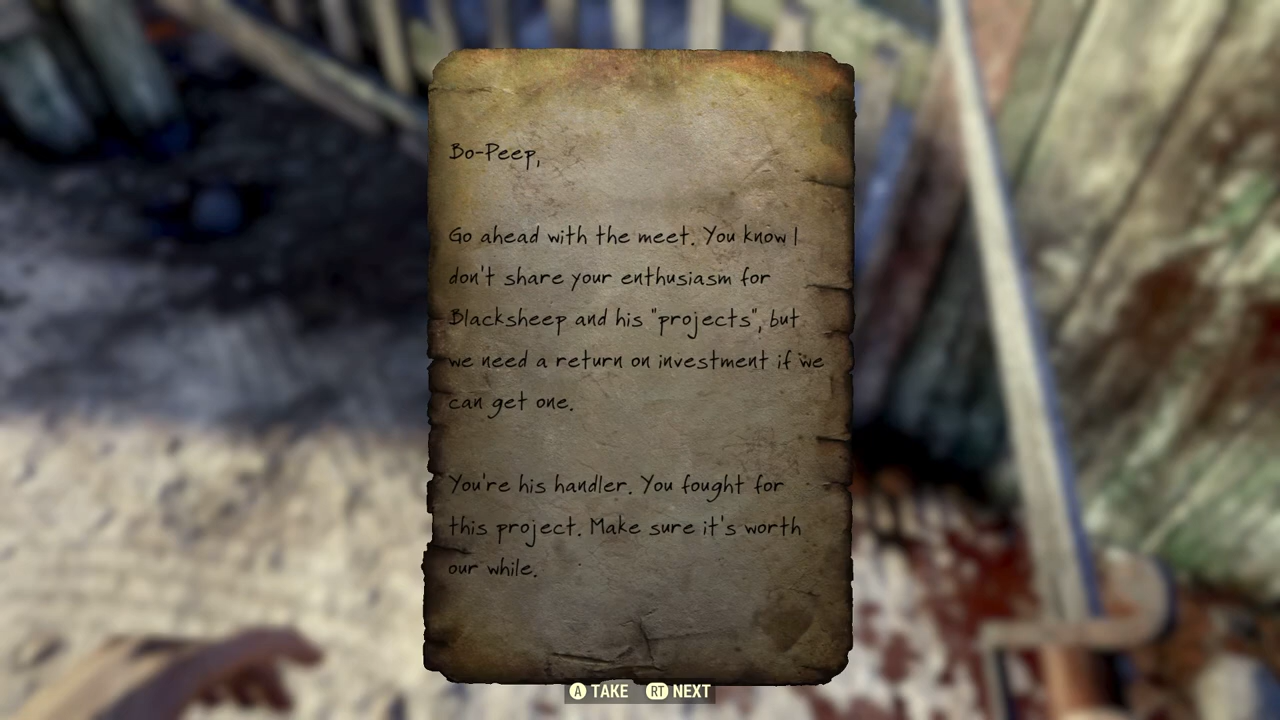 Bo-Peep,
Go ahead with the meet. You know I
don't share your enthusiasm for
Blacksheep and his "projects", but
we need a return on investment if we
can get one.
You're his handler. You fought for
this project. Make sure it's worth
our while.
A TAKE RT NEXT